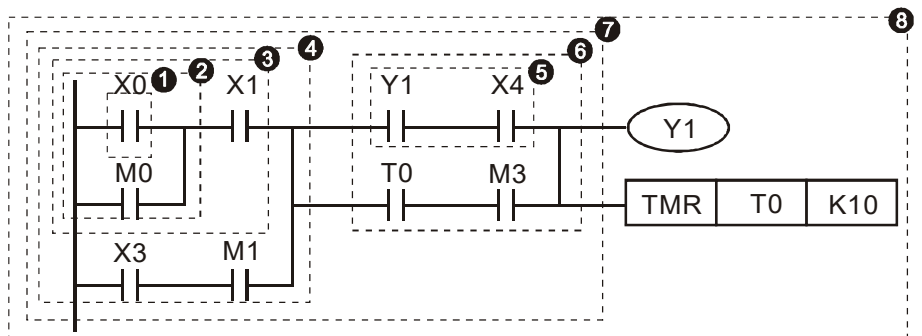 8
7
4 6
3
1 2 5
X0 X1 Y1 X4
Y1
M0 T0 M3
TMR T0 K10
X3 M1